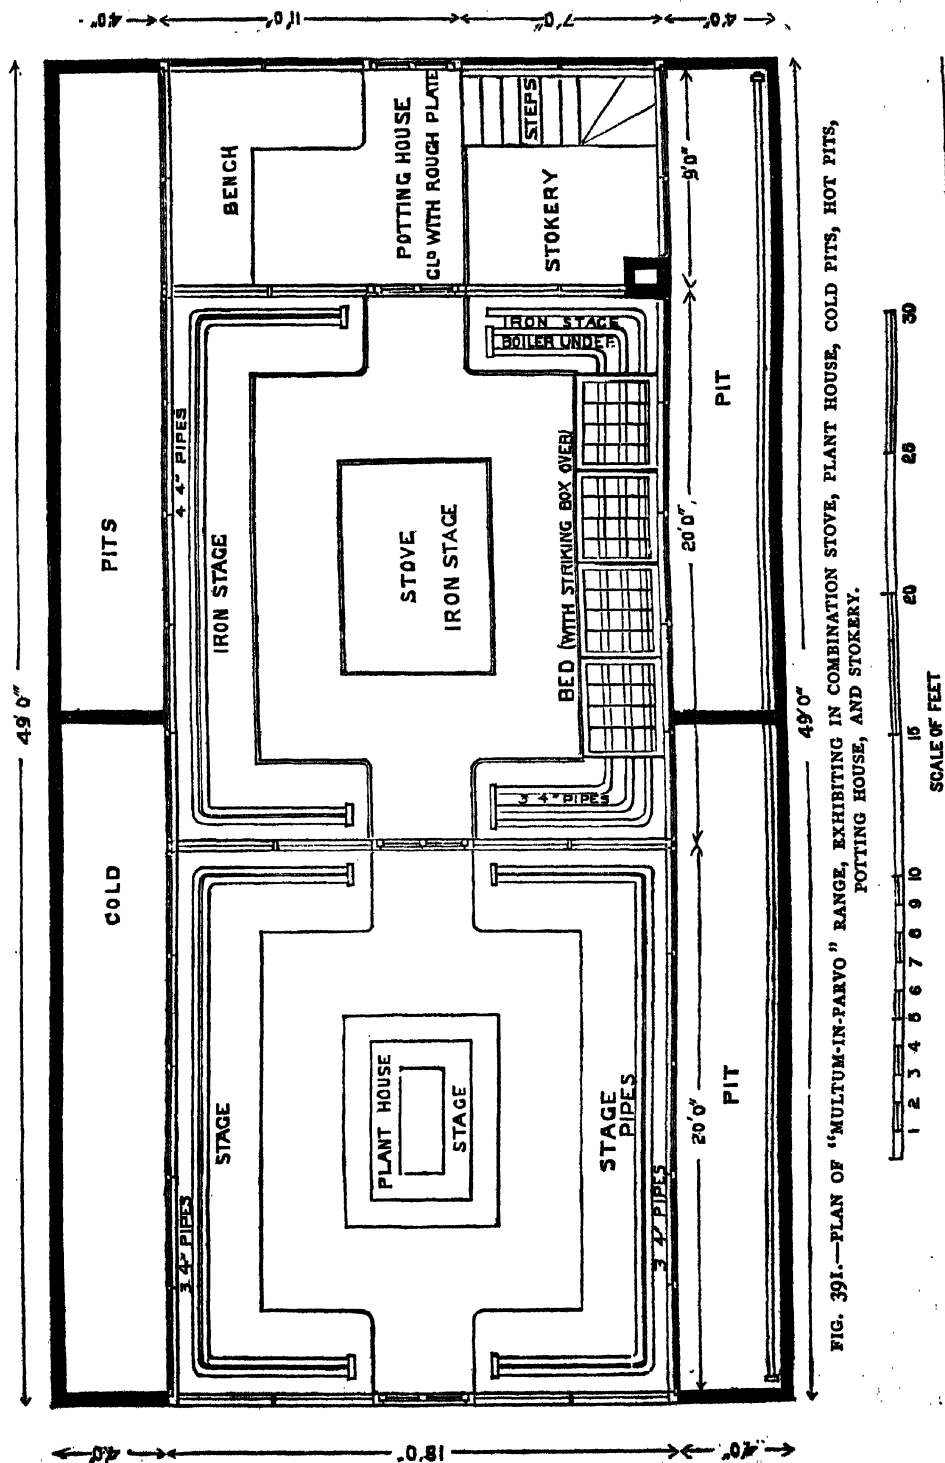 4'0"
11'0"
7'0"
4'0"
49'0"
COLD
PITS
3 4" PIPES
4 4" PIPES
STAGE
IRON STAGE
BENCH
PLANT HOUSE
STAGE
STOVE
IRON STAGE
POTTING HOUSE
GLD WITH ROUGH PLATE
STEPS
STOKERY
IRON STAGE
BOILER UNDER
BED (WITH STRIKING BOX OVER)
3 4" PIPES
STAGE
PIPES
3 4" PIPES
20'0"
20'0"
9'0"
PIT
PIT
49'0"
4'0"
18'0"
4'0"
FIG. 391.—PLAN OF "MULTUM-IN-PARVO" RANGE, EXHIBITING IN COMBINATION STOVE, PLANT HOUSE, COLD PITS, HOT PITS,
POTTING HOUSE, AND STOKERY.
1 2 3 4 5 6 7 8 9 10 15 20 25 30
SCALE OF FEET